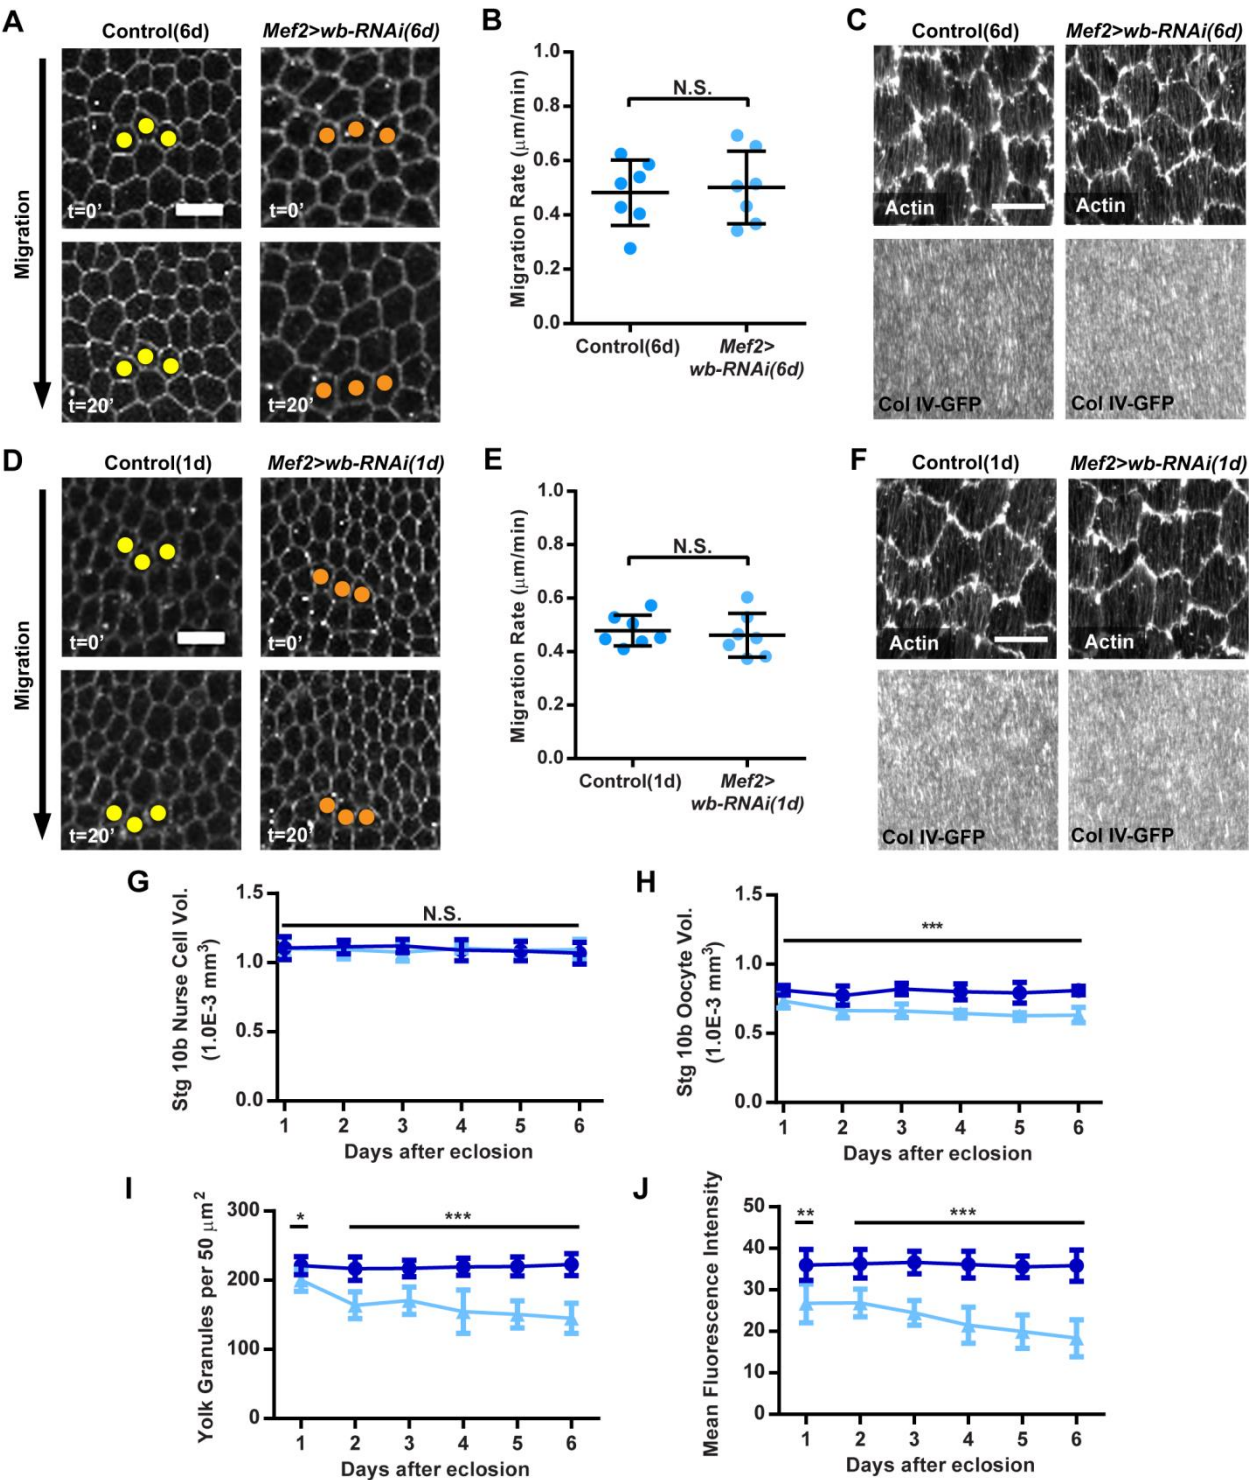 A
Control(6d)
Mef2>wb-RNAi(6d)
Migration
t=0’
t=0’
t=20’
t=20’
B
Migration Rate (μm/min)
1.0
0.8
0.6
0.4
0.2
0.0
N.S.
Control(6d)
Mef2>
wb-RNAi(6d)
C
Control(6d)
Mef2>wb-RNAi(6d)
Actin
Actin
Col IV-GFP
Col IV-GFP
D
Control(1d)
Mef2>wb-RNAi(1d)
Migration
t=0’
t=0’
t=20’
t=20’
E
Migration Rate (μm/min)
1.0
0.8
0.6
0.4
0.2
0.0
N.S.
Control(1d)
Mef2>
wb-RNAi(1d)
F
Control(1d)
Mef2>wb-RNAi(1d)
Actin
Actin
Col IV-GFP
Col IV-GFP
G
Stg 10b Nurse Cell Vol.
(1.0E-3 mm³)
1.5
1.0
0.5
0.0
N.S.
1 2 3 4 5 6
Days after eclosion
H
Stg 10b Oocyte Vol.
(1.0E-3 mm³)
1.5
1.0
0.5
0.0
***
1 2 3 4 5 6
Days after eclosion
I
Yolk Granules per 50 μm²
300
200
100
0
* ***
1 2 3 4 5 6
Days after eclosion
J
Mean Fluorescence Intensity
50
40
30
20
10
0
** ***
1 2 3 4 5 6
Days after eclosion